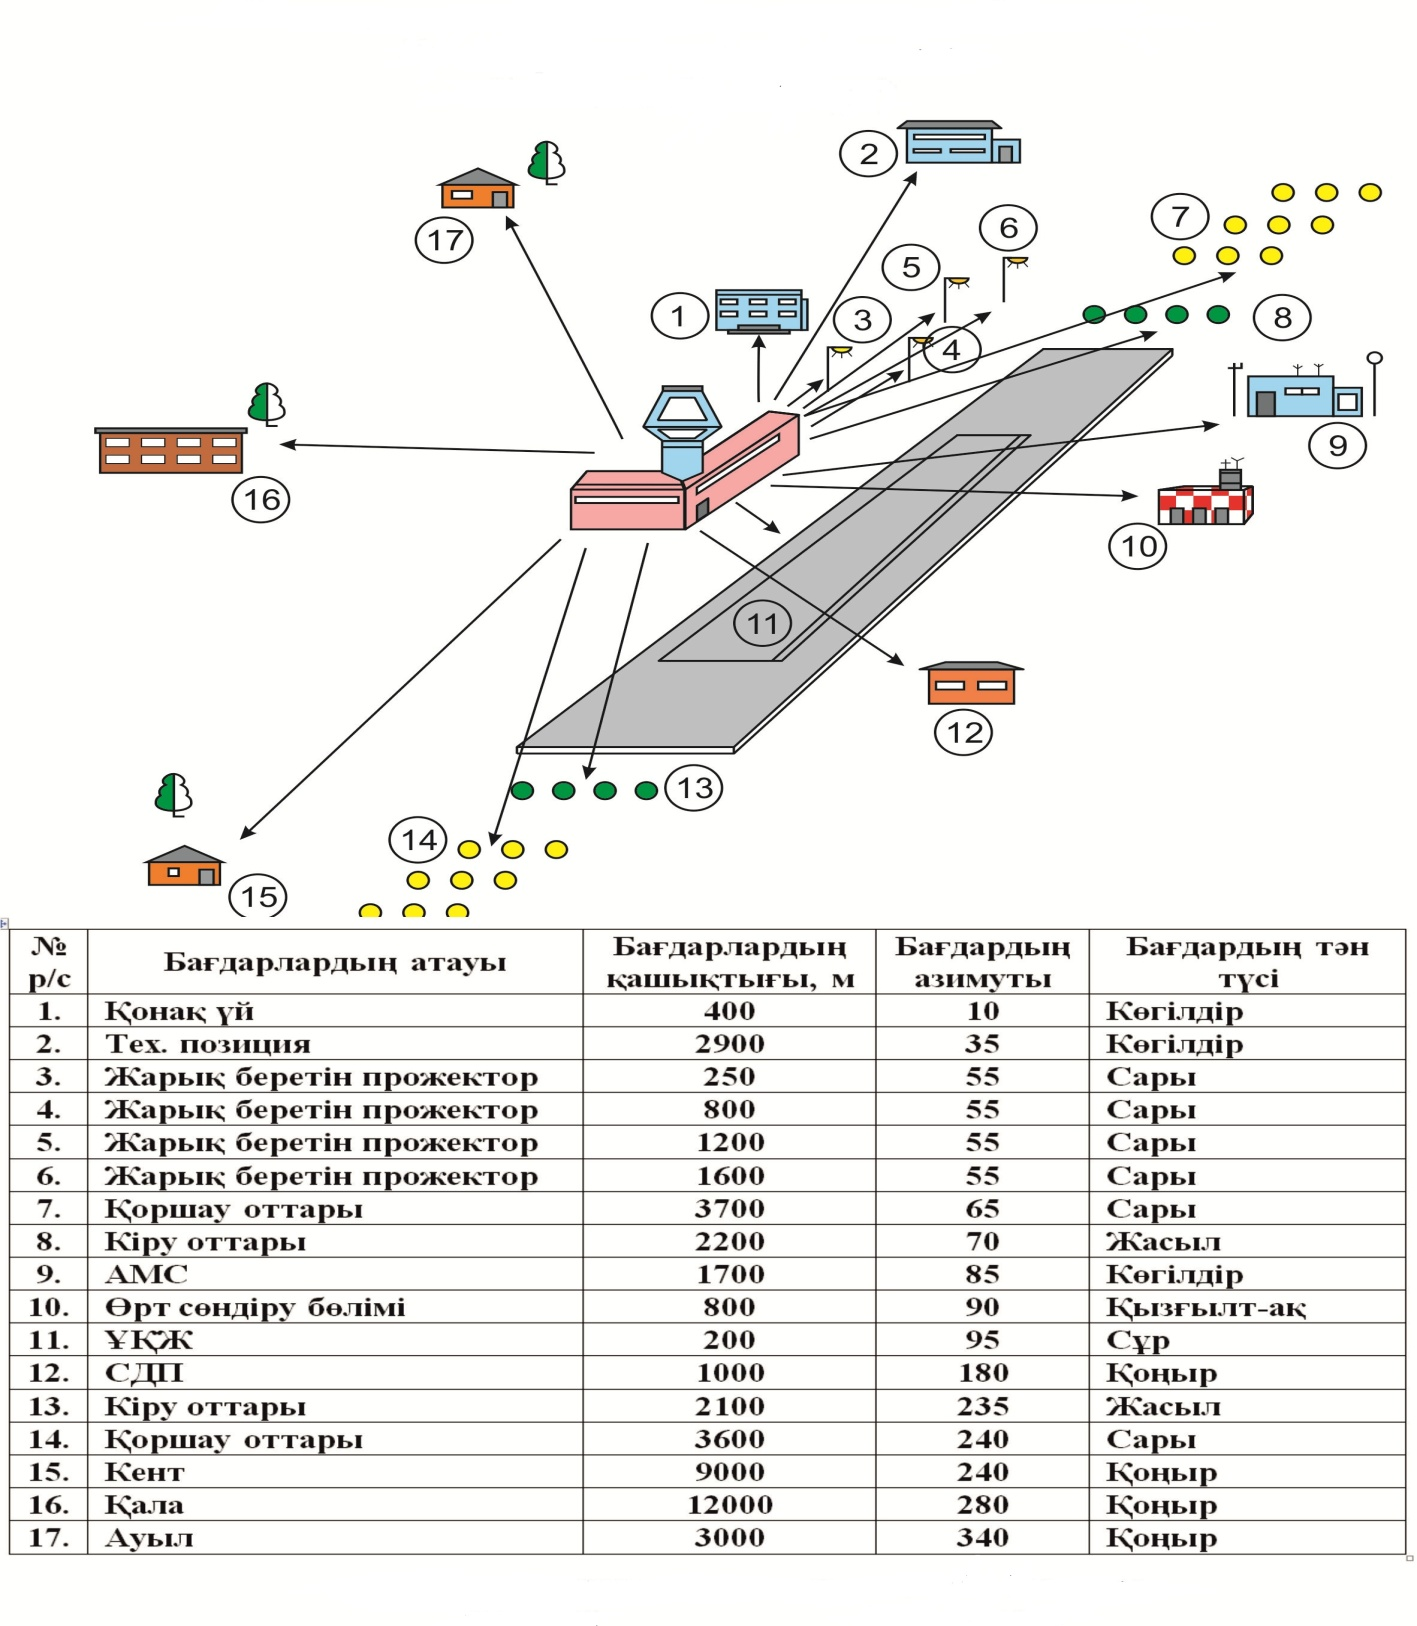 2
17
7
6
5
1
3
8
4
9
16
10
11
12
13
14
15
№ р/с Бағдарлардың атауы Бағдарлардың қашықтығы, м Бағдардың азимуты Бағдардың тән түсі
1. Қонақ үй 400 10 Көгілдір
2. Тех. позиция 2900 35 Көгілдір
3. Жарық беретін прожектор 250 55 Сары
4. Жарық беретін прожектор 800 55 Сары
5. Жарық беретін прожектор 1200 55 Сары
6. Жарық беретін прожектор 1600 55 Сары
7. Қоршау оттары 3700 65 Сары
8. Кіру оттары 2200 70 Жасыл
9. АМС 1700 85 Көгілдір
10. Өрт сөндіру бөлімі 800 90 Қызғылт-ақ
11. ҰҚЖ 200 95 Сұр
12. СДП 1000 180 Қоңыр
13. Кіру оттары 2100 235 Жасыл
14. Қоршау оттары 3600 240 Сары
15. Кент 9000 240 Қоңыр
16. Қала 12000 280 Қоңыр
17. Ауыл 3000 340 Қоңыр